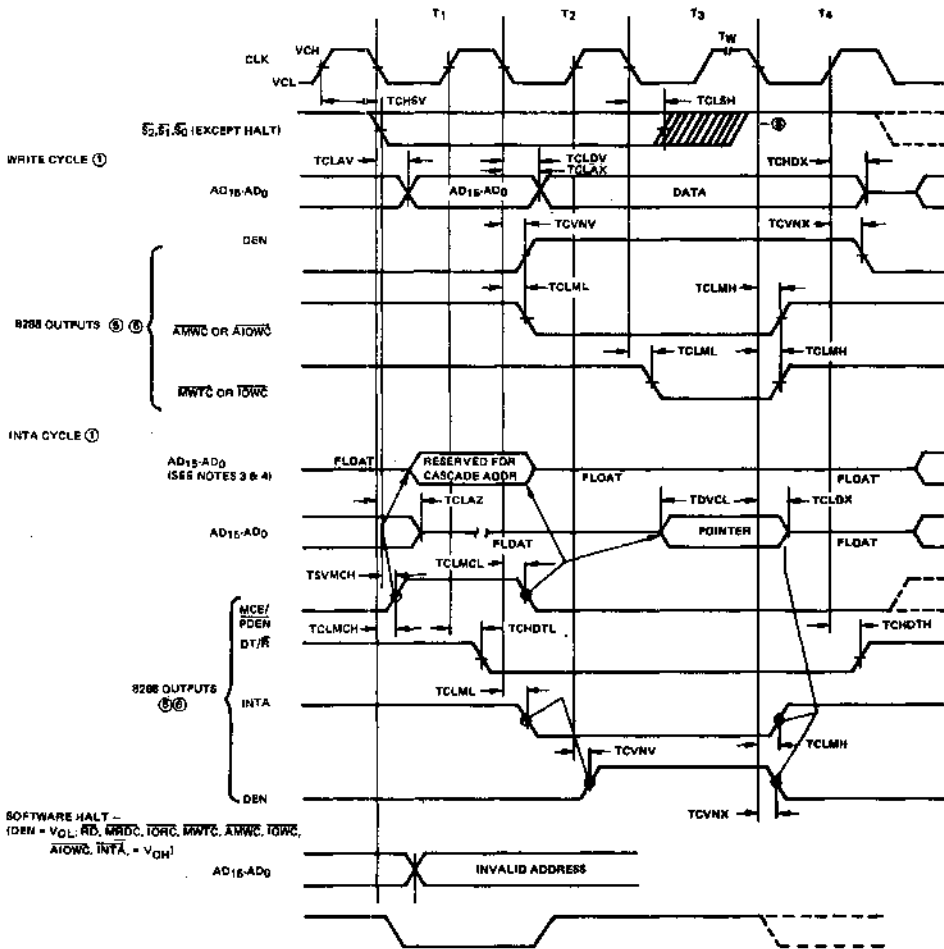 T1 T2 T3 T4
TW
VCH
CLK
VCL
TCHSV TCLSH
S2,S1,S0 (EXCEPT HALT) ⑧
WRITE CYCLE ①
TCLAV TCLDV TCHDX
TCLAX
AD15-AD0 AD15-AD0 DATA
TCVNV TCVNX
DEN
TCLML TCLMH
8288 OUTPUTS ⑤ ⑥
AMWC OR AIOWC
TCLML TCLMH
MWTC OR IOWC
INTA CYCLE ①
AD15-AD0
(SEE NOTES 3 & 4)
FLOAT RESERVED FOR
CASCADE ADDR
FLOAT FLOAT
TCLAZ TDVCL TCLDX
AD15-AD0 FLOAT POINTER FLOAT
TSVMCH TCLMCL
MCE/
PDEN
TCLMCH TCHDTL TCHDTH
DT/R
8288 OUTPUTS
⑤⑥
TCLML
INTA
TCVNV TCLMH
DEN
TCVNX
SOFTWARE HALT –
(DEN = VOL; RD, MRDC, IORC, MWTC, AMWC, IOWC,
AIOWC, INTA, = VOH)
AD15-AD0 INVALID ADDRESS